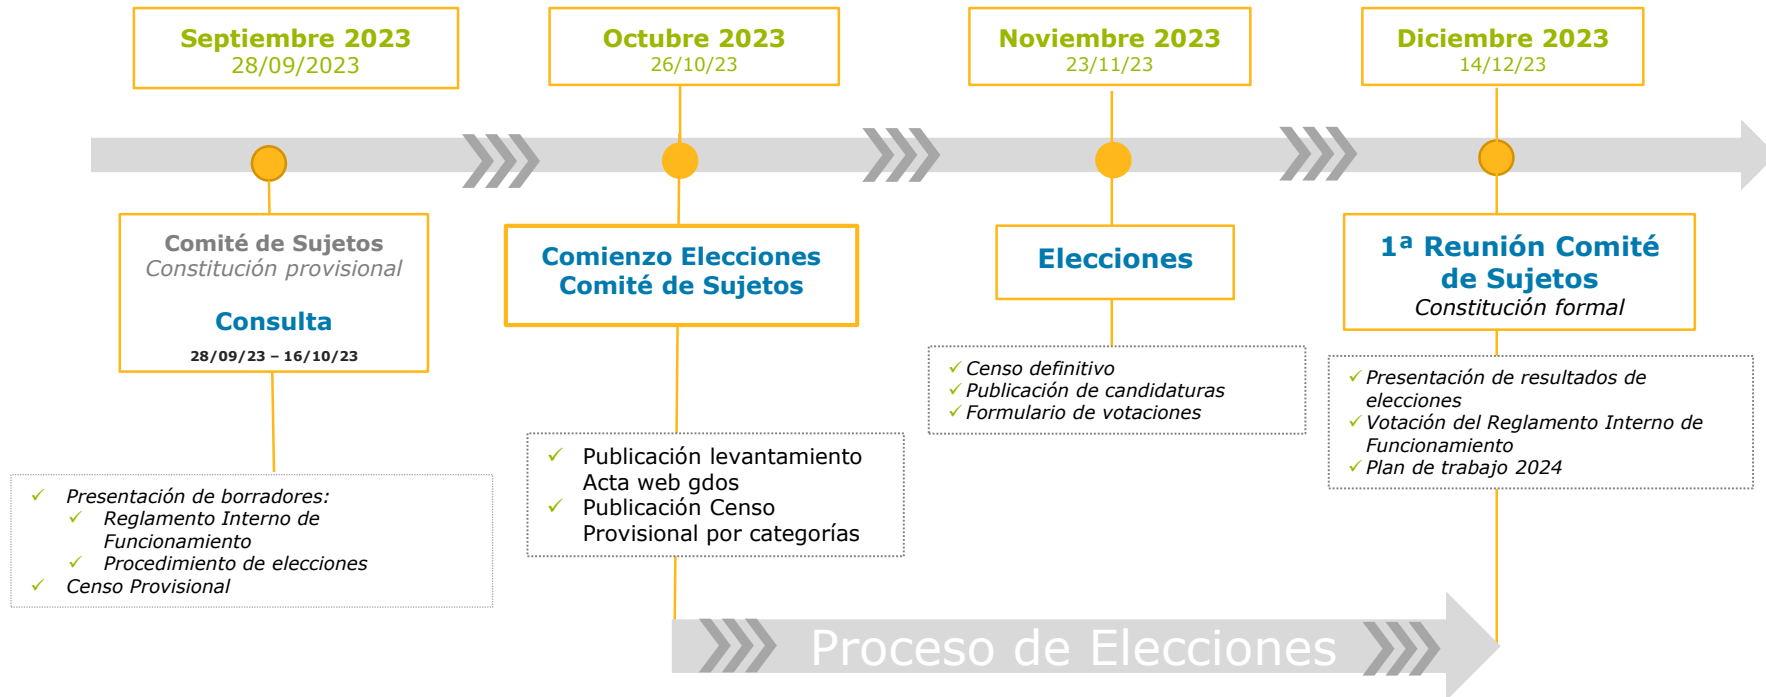 Septiembre 2023
28/09/2023
Octubre 2023
26/10/23
Noviembre 2023
23/11/23
Diciembre 2023
14/12/23
Comité de Sujetos
Constitución provisional
Consulta
28/09/23 – 16/10/23
Comienzo Elecciones
Comité de Sujetos
Elecciones
1ª Reunión Comité
de Sujetos
Constitución formal
✓ Presentación de borradores:
✓ Reglamento Interno de
Funcionamiento
✓ Procedimiento de elecciones
✓ Censo Provisional
✓ Publicación levantamiento
Acta web gdos
✓ Publicación Censo
Provisional por categorías
✓ Censo definitivo
✓ Publicación de candidaturas
✓ Formulario de votaciones
✓ Presentación de resultados de
elecciones
✓ Votación del Reglamento Interno de
Funcionamiento
✓ Plan de trabajo 2024
Proceso de Elecciones